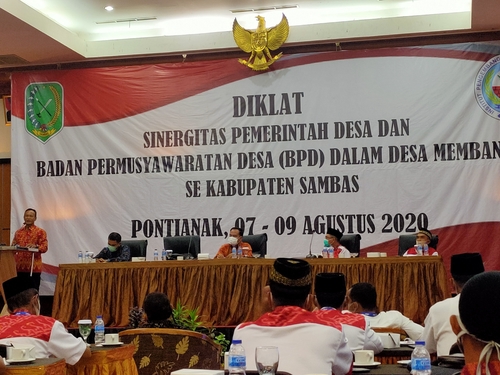 DIKLAT
SINERGITAS PEMERINTAH DESA DAN
BADAN PERMUSYAWARATAN DESA (BPD) DALAM DESA MEMBAN
SE KABUPATEN SAMBAS
PONTIANAK, 07 - 09 AGUSTUS 2020